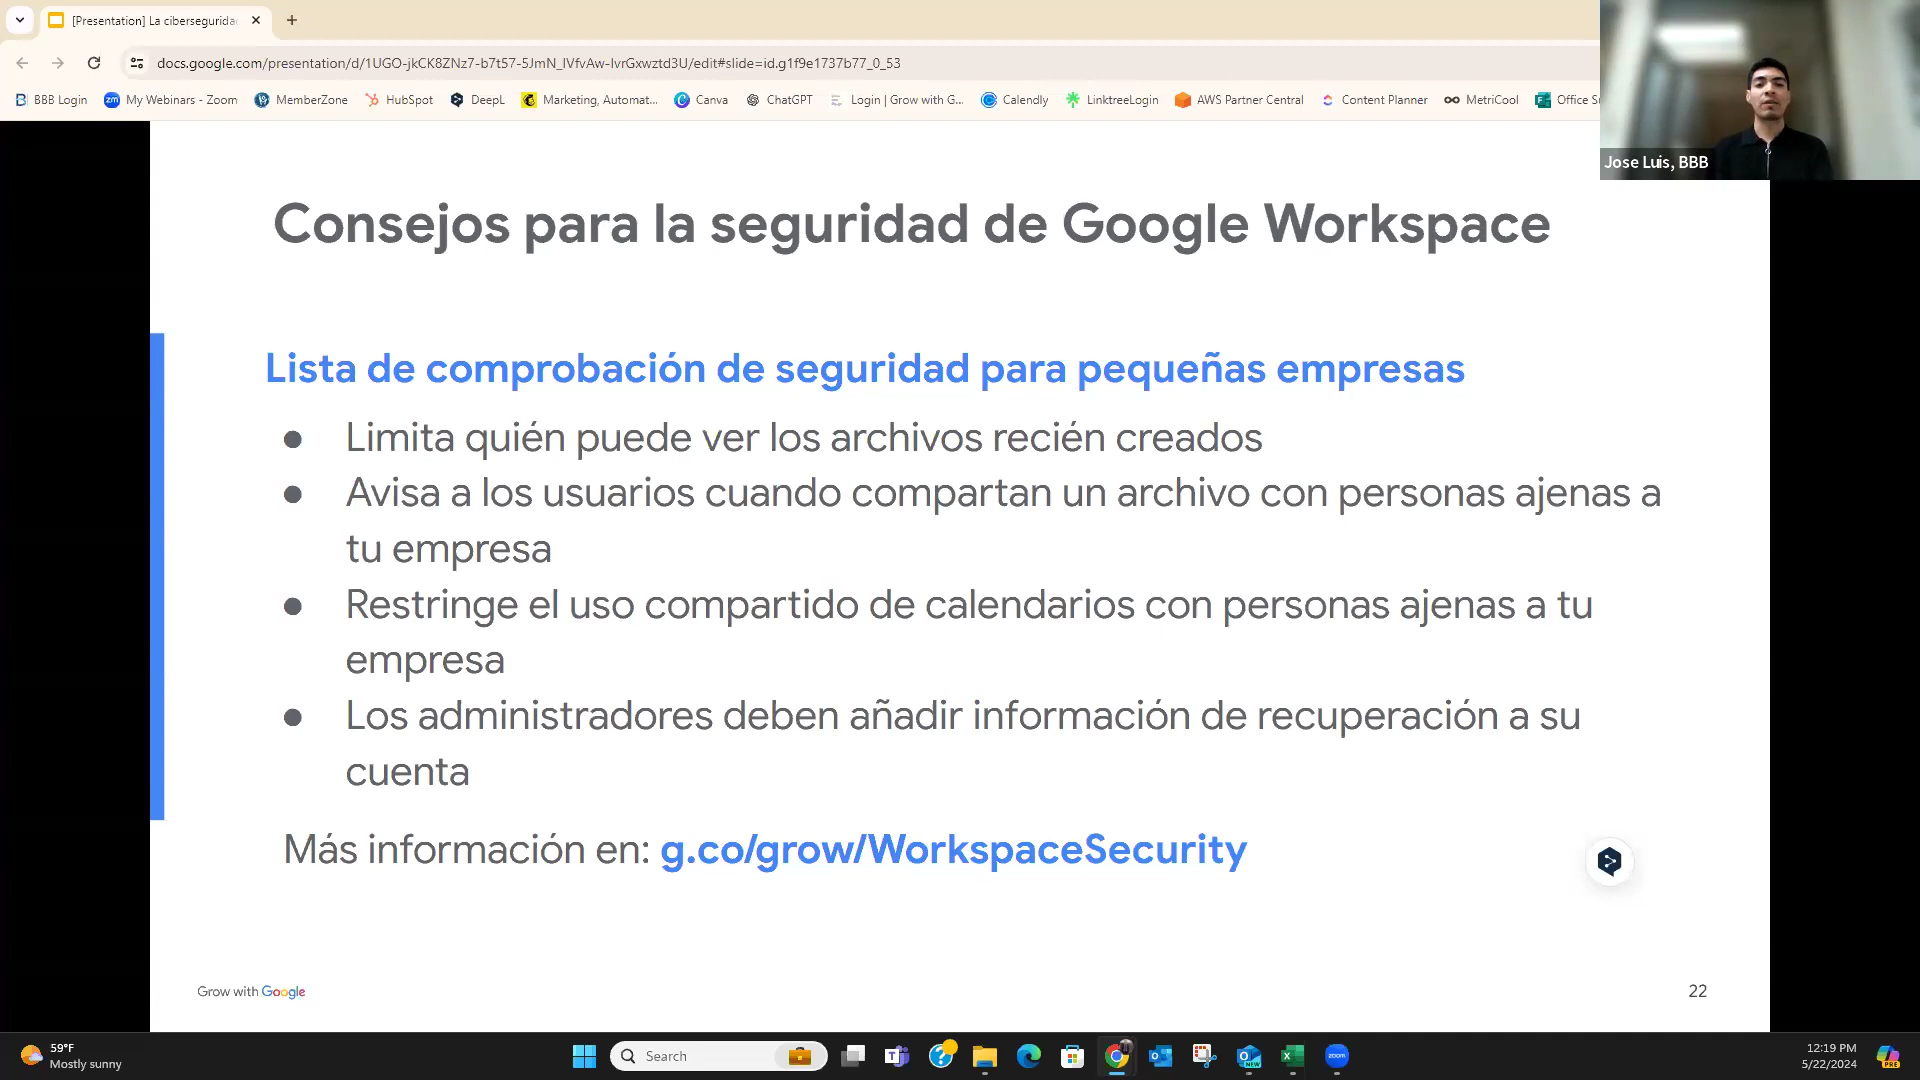 [Presentation] La ciberseguridad
docs.google.com/presentation/d/1UGO-jkCK8ZNz7-b7t57-5JmN_IVfvAw-IvrGxwztd3U/edit#slide=id.g1f9e1737b77_0_53
BBB Login My Webinars - Zoom MemberZone HubSpot DeepL Marketing, Automat... Canva ChatGPT Login | Grow with G... Calendly LinktreeLogin AWS Partner Central Content Planner MetriCool Office
Jose Luis, BBB
Consejos para la seguridad de Google Workspace
Lista de comprobación de seguridad para pequeñas empresas
● Limita quién puede ver los archivos recién creados
● Avisa a los usuarios cuando compartan un archivo con personas ajenas a
tu empresa
● Restringe el uso compartido de calendarios con personas ajenas a tu
empresa
● Los administradores deben añadir información de recuperación a su
cuenta
Más información en: g.co/grow/WorkspaceSecurity
Grow with Google
22
59°F
Mostly sunny
Search
12:19 PM
5/22/2024